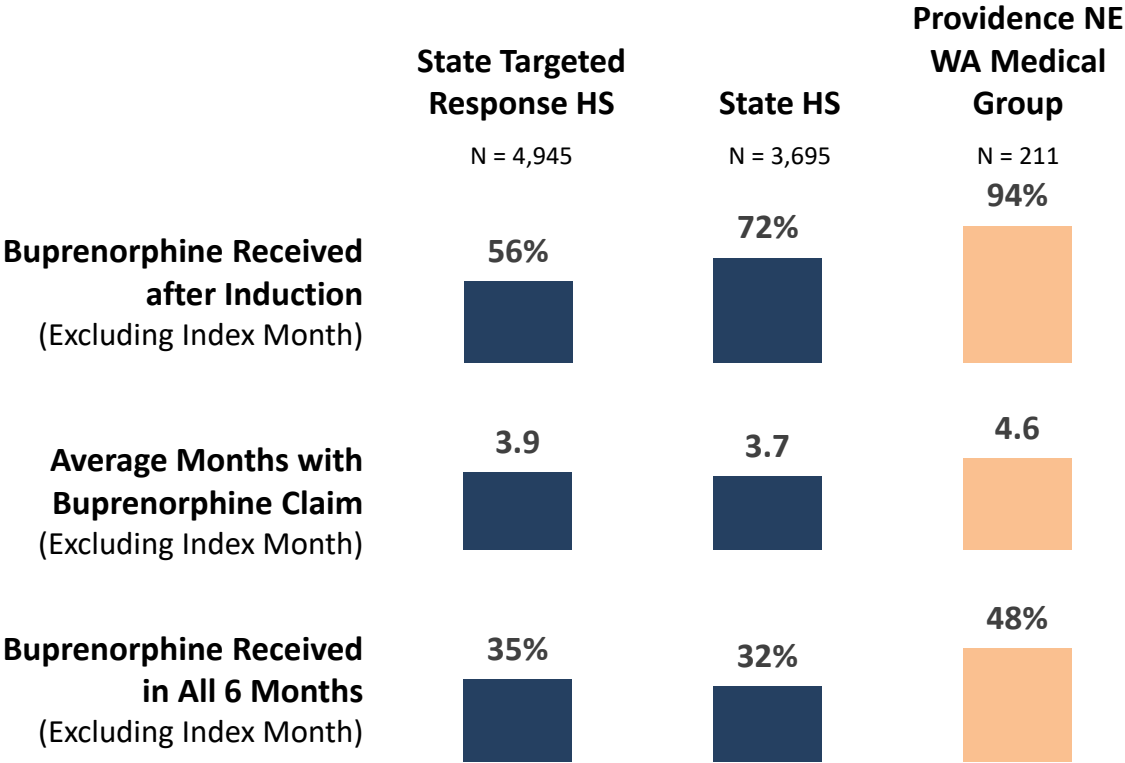 State Targeted
Response HS
N = 4,945
State HS
N = 3,695
Providence NE
WA Medical
Group
N = 211
Buprenorphine Received
after Induction
(Excluding Index Month)
56%
72%
94%
Average Months with
Buprenorphine Claim
(Excluding Index Month)
3.9
3.7
4.6
Buprenorphine Received
in All 6 Months
(Excluding Index Month)
35%
32%
48%